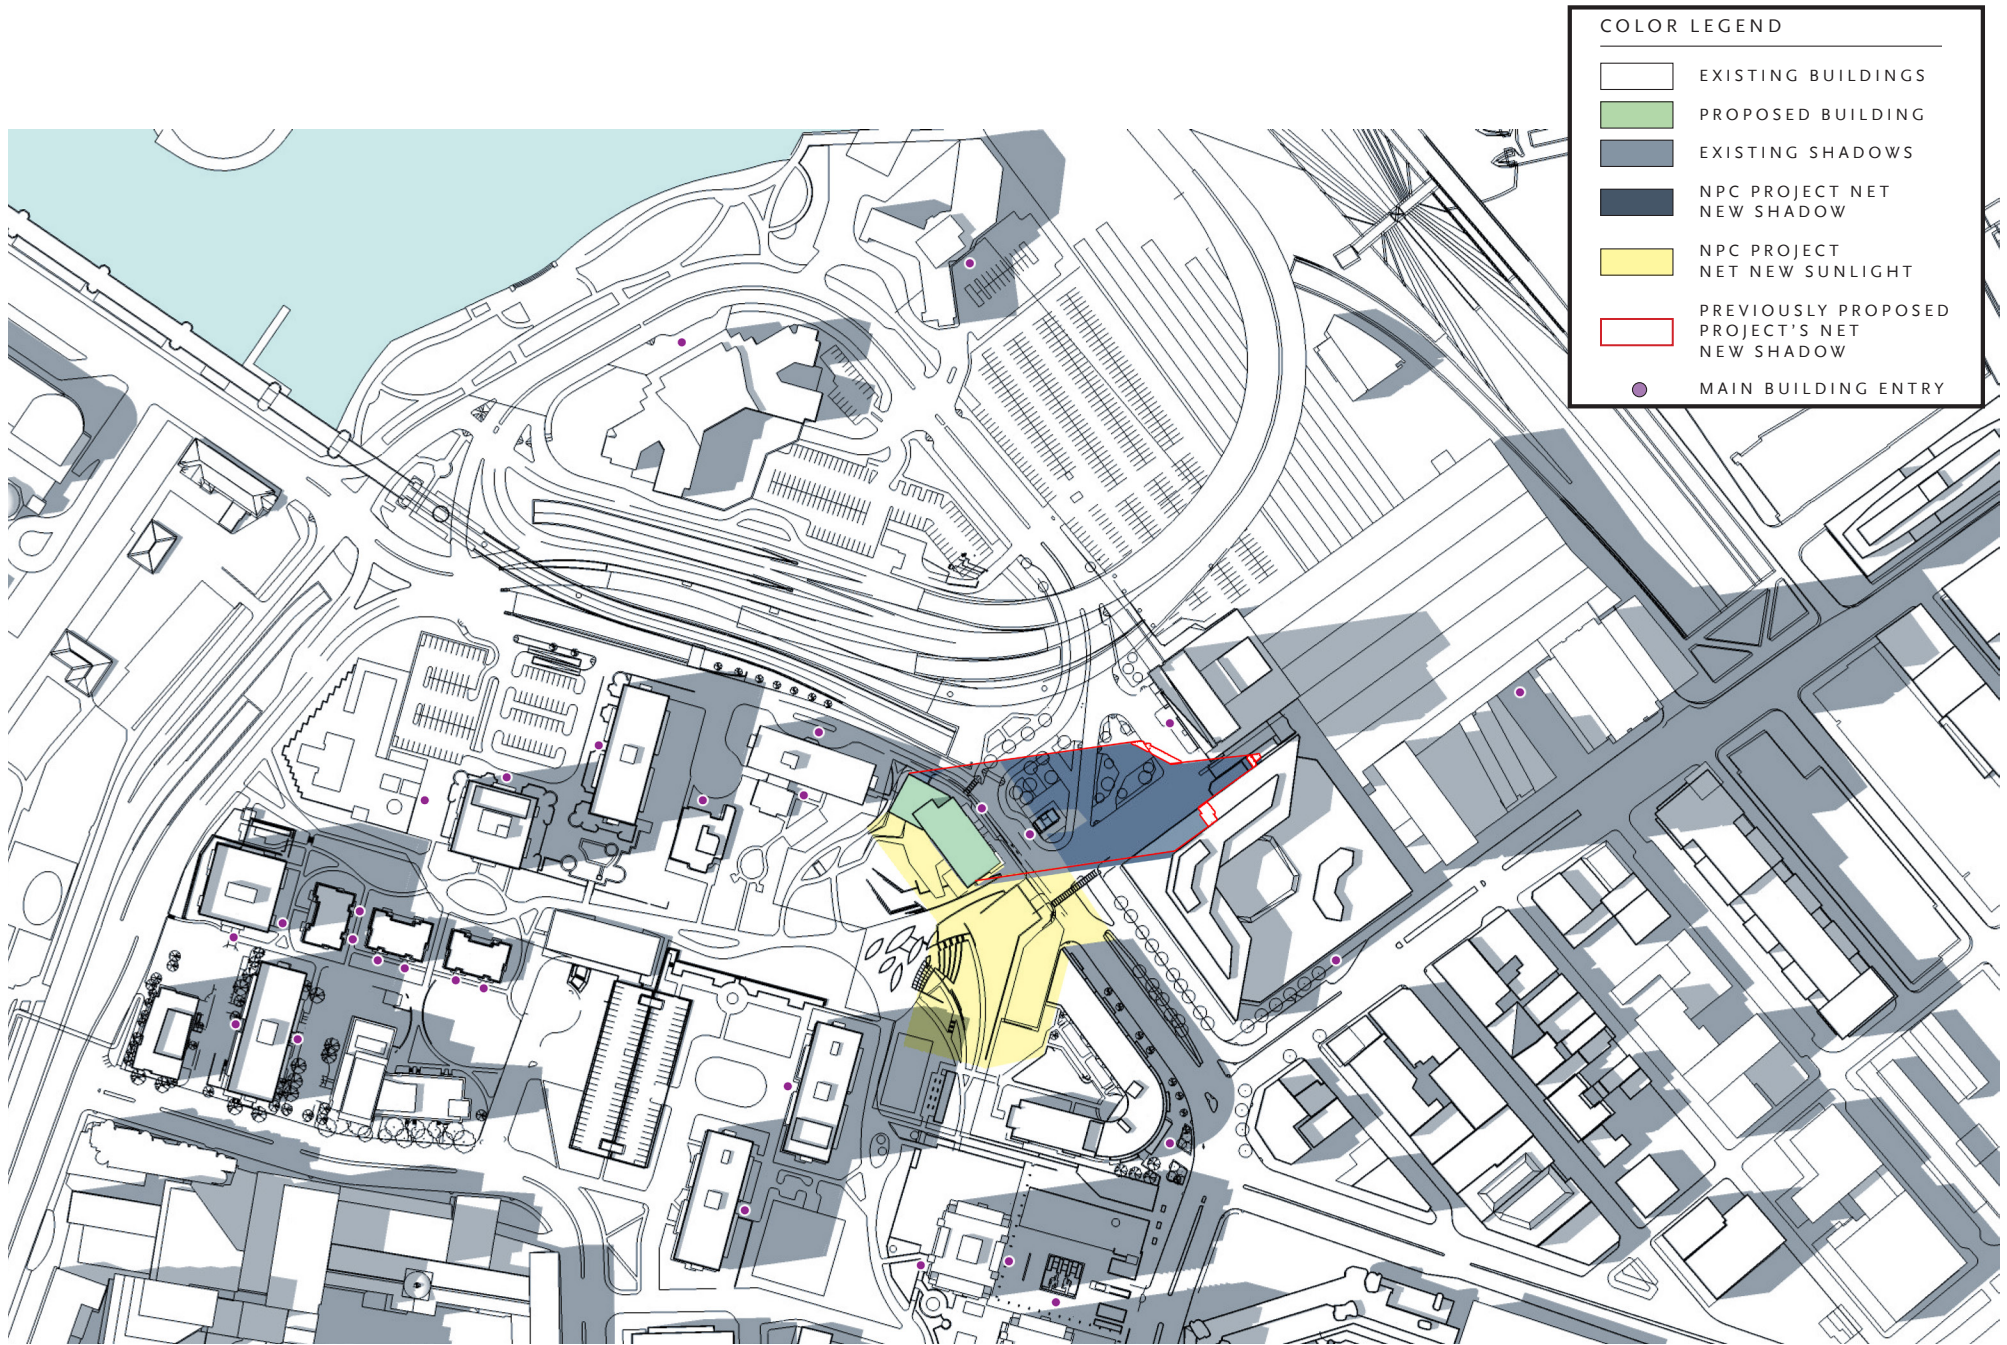 COLOR LEGEND
EXISTING BUILDINGS
PROPOSED BUILDING
EXISTING SHADOWS
NPC PROJECT NET
NEW SHADOW
NPC PROJECT
NET NEW SUNLIGHT
PREVIOUSLY PROPOSED
PROJECT'S NET
NEW SHADOW
MAIN BUILDING ENTRY